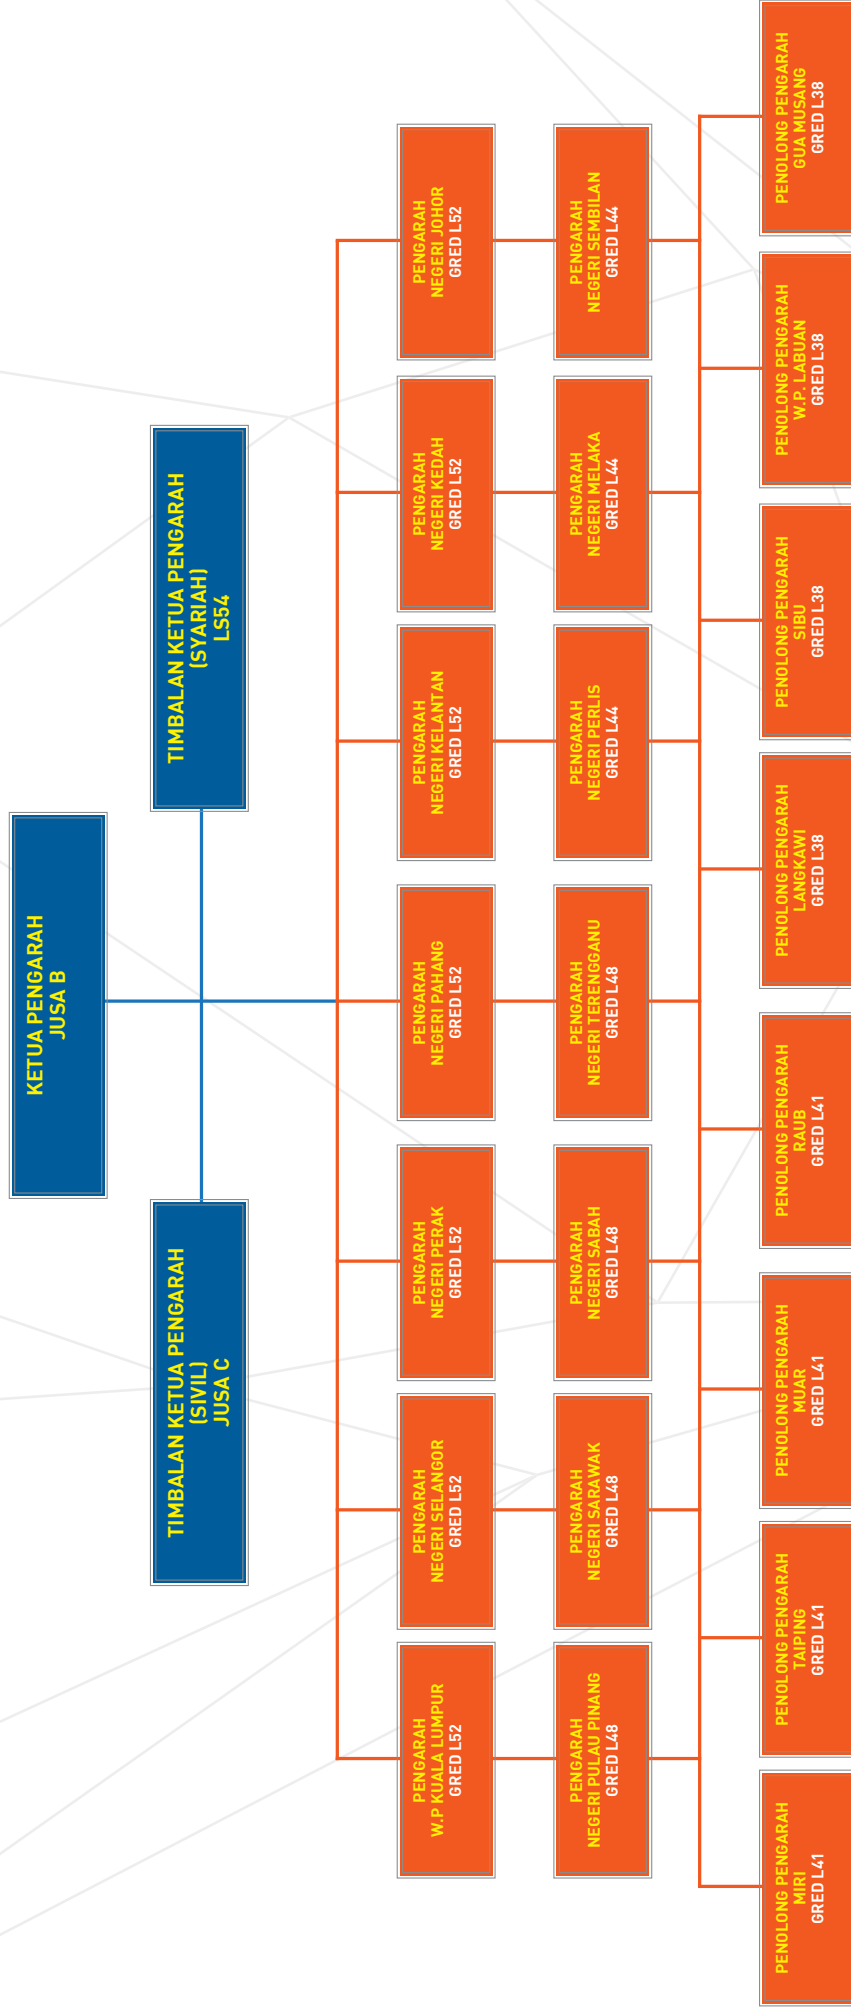 KETUA PENGARAH
JUSA B
TIMBALAN KETUA PENGARAH
(SIVIL)
JUSA C
TIMBALAN KETUA PENGARAH
(SYARIAH)
LS54
PENGARAH
W.P KUALA LUMPUR
GRED L52
PENGARAH
NEGERI SELANGOR
GRED L52
PENGARAH
NEGERI PERAK
GRED L52
PENGARAH
NEGERI PAHANG
GRED L52
PENGARAH
NEGERI KELANTAN
GRED L52
PENGARAH
NEGERI KEDAH
GRED L52
PENGARAH
NEGERI JOHOR
GRED L52
PENGARAH
NEGERI PULAU PINANG
GRED L48
PENGARAH
NEGERI SARAWAK
GRED L48
PENGARAH
NEGERI SABAH
GRED L48
PENGARAH
NEGERI TERENGGANU
GRED L48
PENGARAH
NEGERI PERLIS
GRED L44
PENGARAH
NEGERI MELAKA
GRED L44
PENGARAH
NEGERI SEMBILAN
GRED L44
PENOLONG PENGARAH
MIRI
GRED L41
PENOLONG PENGARAH
TAIPING
GRED L41
PENOLONG PENGARAH
MUAR
GRED L41
PENOLONG PENGARAH
RAUB
GRED L41
PENOLONG PENGARAH
LANGKAWI
GRED L38
PENOLONG PENGARAH
SIBU
GRED L38
PENOLONG PENGARAH
W.P. LABUAN
GRED L38
PENOLONG PENGARAH
GUA MUSANG
GRED L38